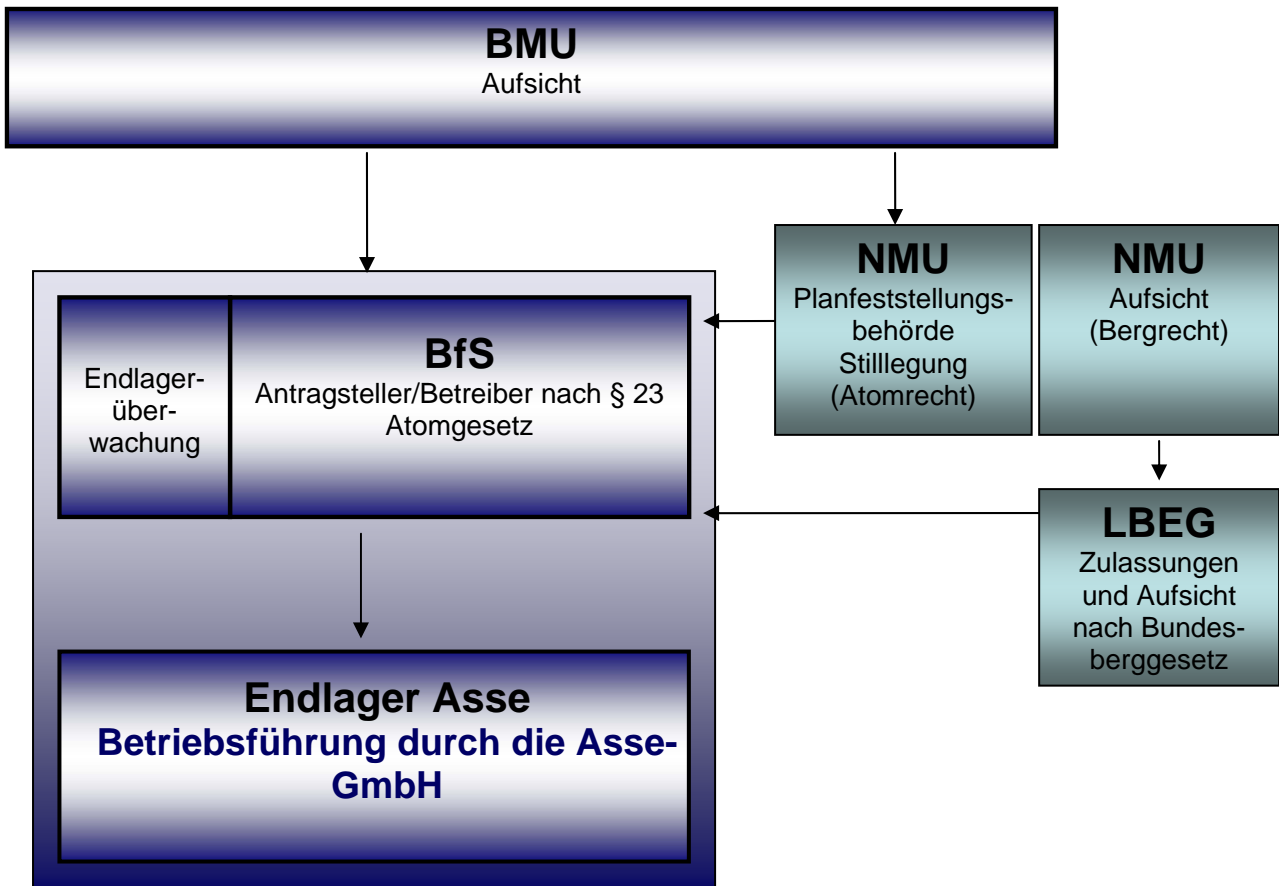 BMU
Aufsicht
NMU
Planfeststellungs-
behörde
Stilllegung
(Atomrecht)
NMU
Aufsicht
(Bergrecht)
Endlager-
über-
wachung
BfS
Antragsteller/Betreiber nach § 23
Atomgesetz
LBEG
Zulassungen
und Aufsicht
nach Bundes-
berggesetz
Endlager Asse
Betriebsführung durch die Asse-
GmbH